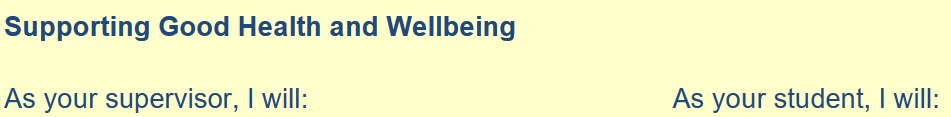 Supporting Good Health and Wellbeing
As your supervisor, I will:
As your student, I will: